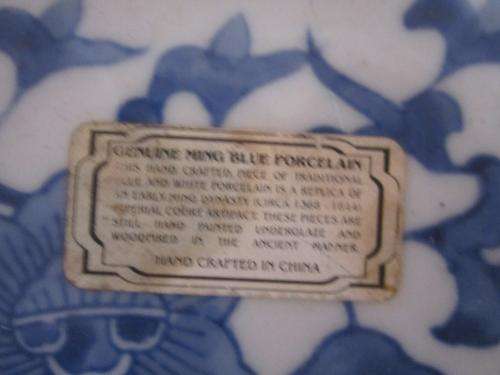 GENUINE MING BLUE PORCELAIN
THIS HAND CRAFTED PIECE OF TRADITIONAL
BLUE AND WHITE PORCELAIN IS A REPLICA OF
AN EARLY MING DYNASTY (CIRCA 1368 - 1644)
IMPERIAL COURT ARTIFACT. THESE PIECES ARE
STILL HAND PAINTED UNDERGLAZE AND
WOODFIRED IN THE ANCIENT MANNER.
HAND CRAFTED IN CHINA